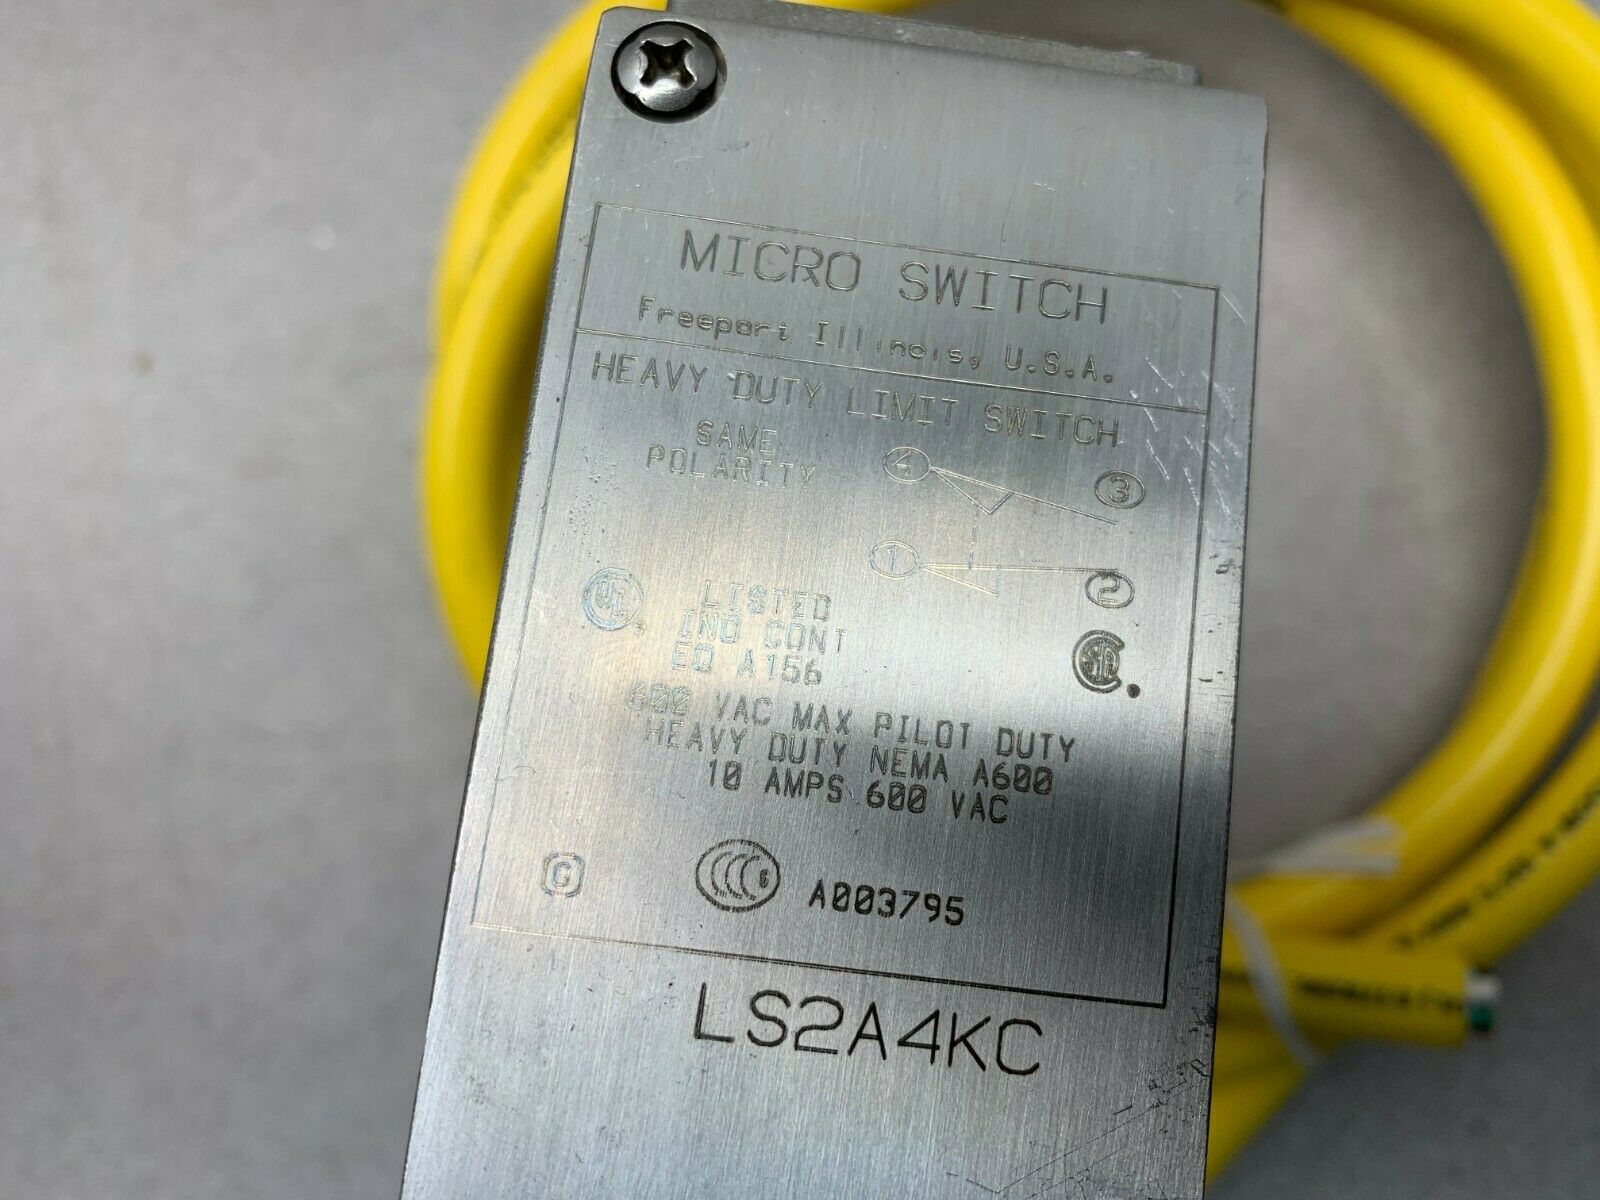 MICRO SWITCH
Freeport Illinois, U.S.A.
HEAVY DUTY LIMIT SWITCH
SAME
POLARITY
4
3
1
2
UL
LISTED
IND CONT
EQ A156
600 VAC MAX PILOT DUTY
HEAVY DUTY NEMA A600
10 AMPS 600 VAC
A003795
LS2A4KC